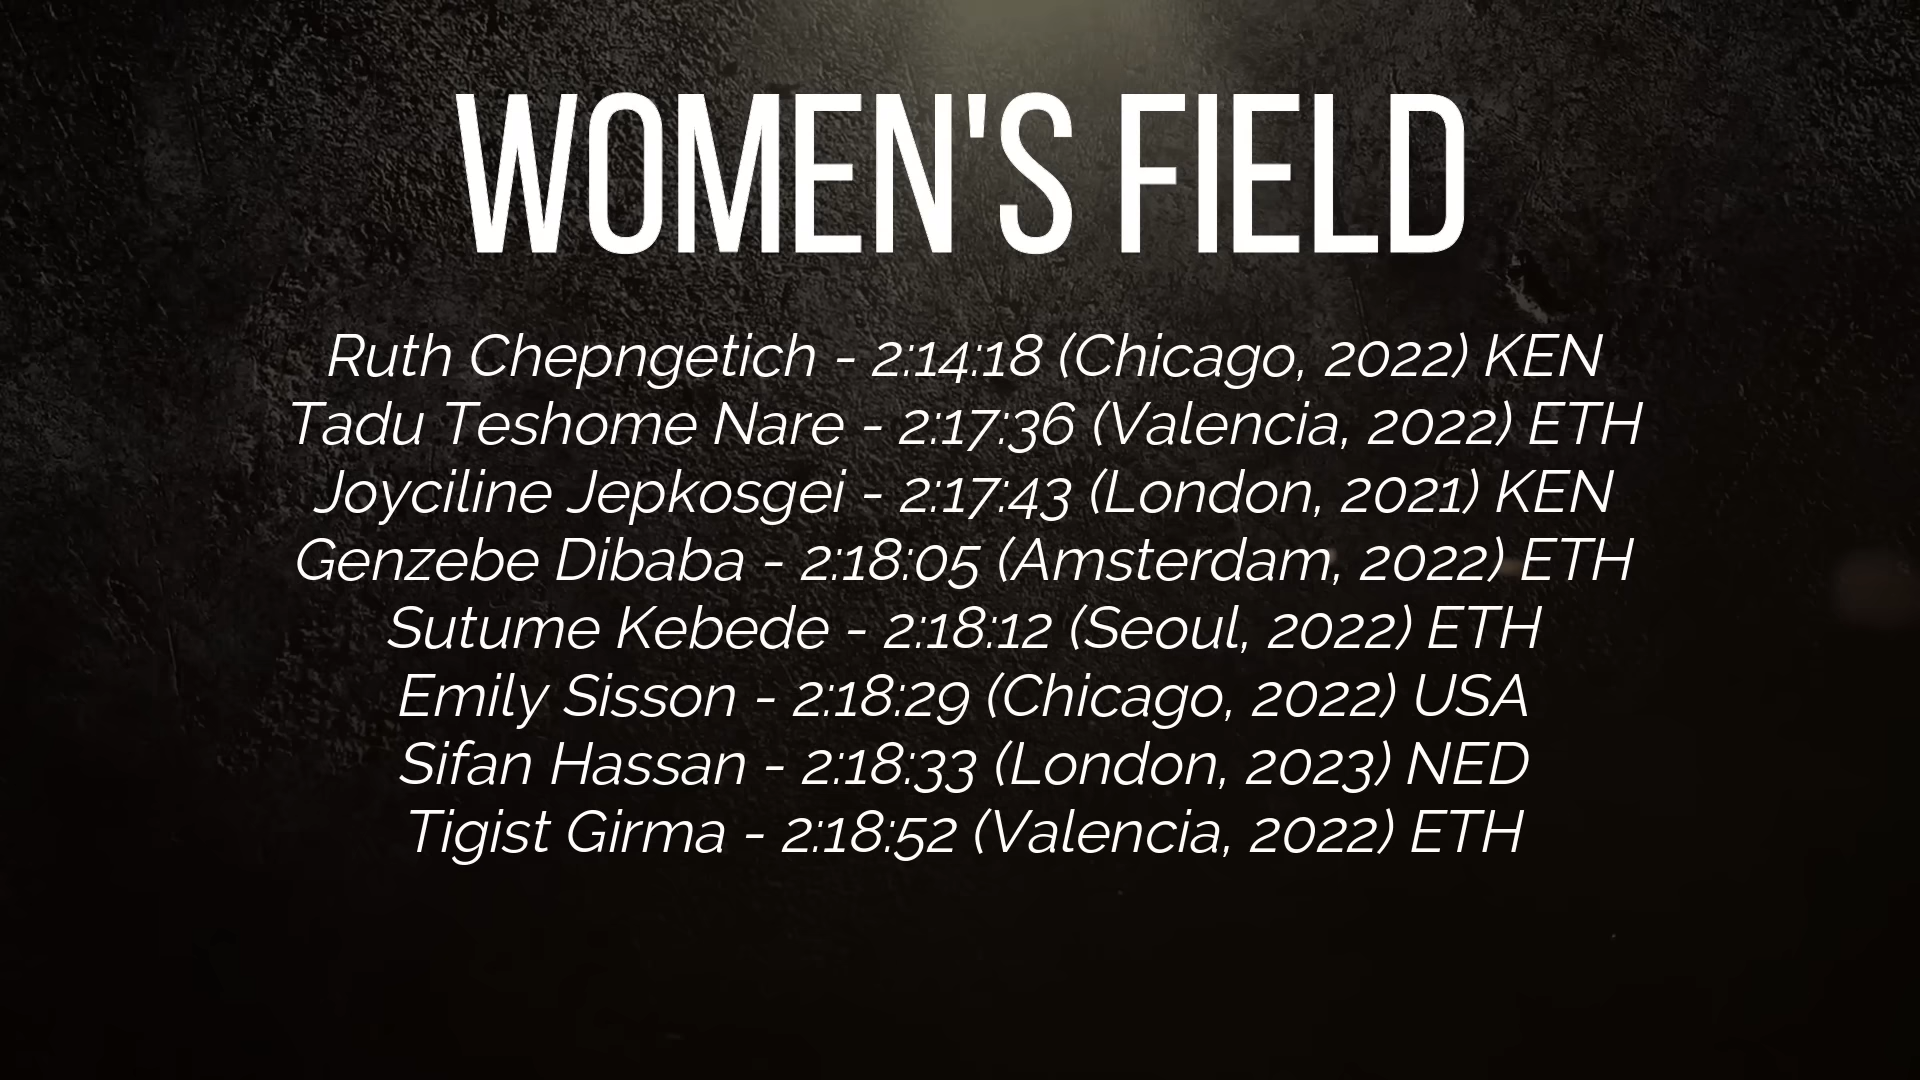 WOMEN'S FIELD
Ruth Chepngetich - 2:14:18 (Chicago, 2022) KEN
Tadu Teshome Nare - 2:17:36 (Valencia, 2022) ETH
Joyciline Jepkosgei - 2:17:43 (London, 2021) KEN
Genzebe Dibaba - 2:18:05 (Amsterdam, 2022) ETH
Sutume Kebede - 2:18:12 (Seoul, 2022) ETH
Emily Sisson - 2:18:29 (Chicago, 2022) USA
Sifan Hassan - 2:18:33 (London, 2023) NED
Tigist Girma - 2:18:52 (Valencia, 2022) ETH